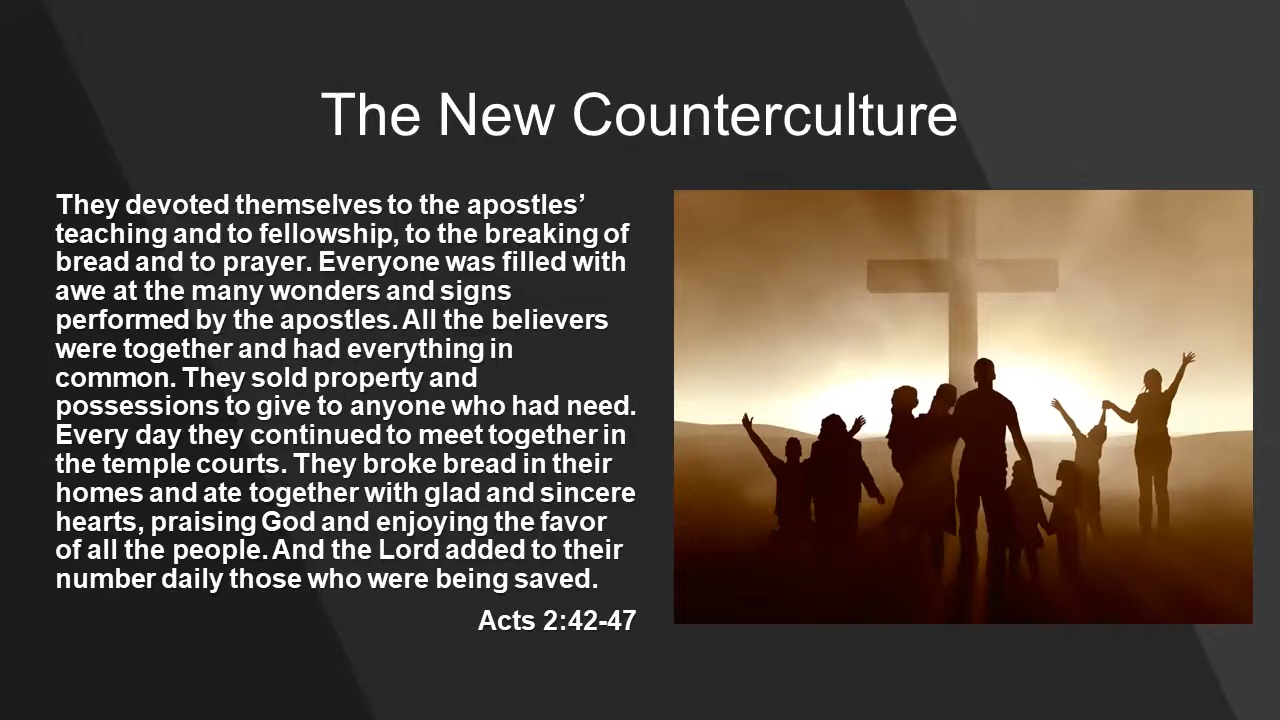 The New Counterculture
They devoted themselves to the apostles’
teaching and to fellowship, to the breaking of
bread and to prayer. Everyone was filled with
awe at the many wonders and signs
performed by the apostles. All the believers
were together and had everything in
common. They sold property and
possessions to give to anyone who had need.
Every day they continued to meet together in
the temple courts. They broke bread in their
homes and ate together with glad and sincere
hearts, praising God and enjoying the favor
of all the people. And the Lord added to their
number daily those who were being saved.
Acts 2:42-47